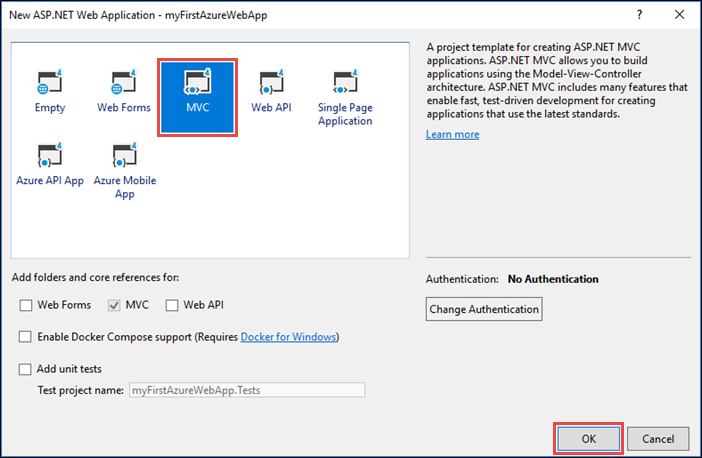 New ASP.NET Web Application - myFirstAzureWebApp
?
Empty
Web Forms
MVC
Web API
Single Page
Application
Azure API App
Azure Mobile
App
A project template for creating ASP.NET MVC
applications. ASP.NET MVC allows you to build
applications using the Model-View-Controller
architecture. ASP.NET MVC includes many features that
enable fast, test-driven development for creating
applications that use the latest standards.
Learn more
Add folders and core references for:
Web Forms
MVC
Web API
Enable Docker Compose support (Requires Docker for Windows)
Add unit tests
Test project name: myFirstAzureWebApp.Tests
Authentication: No Authentication
Change Authentication
OK
Cancel